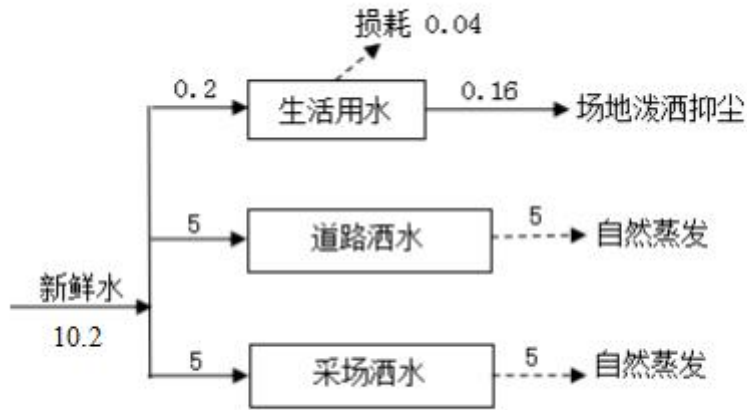 损耗 0.04
0.2
生活用水
0.16
场地泼洒抑尘
5
道路洒水
5
自然蒸发
新鲜水
10.2
5
采场洒水
5
自然蒸发